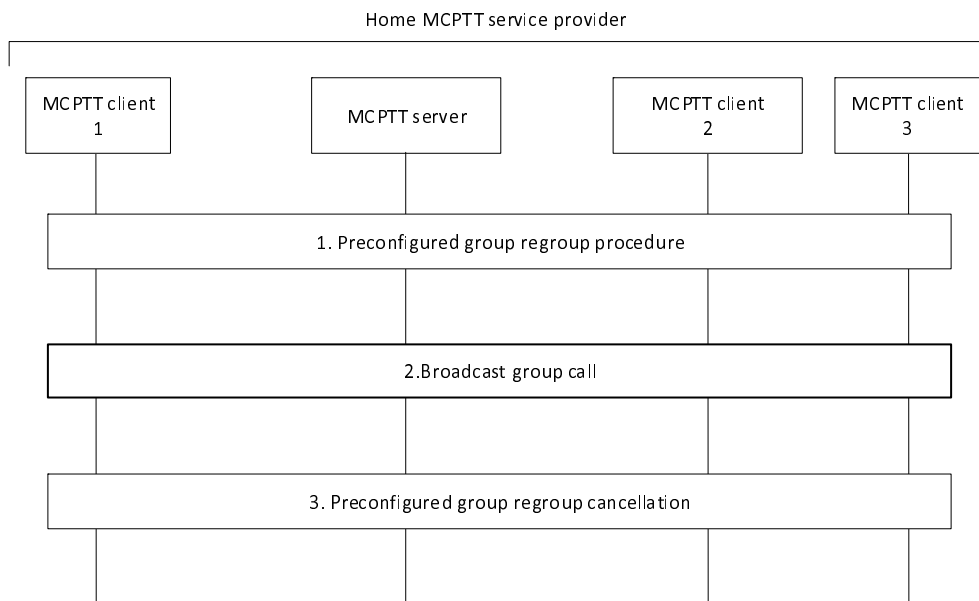 Home MCPTT service provider
MCPTT client
1
MCPTT server
MCPTT client
2
MCPTT client
3
1. Preconfigured group regroup procedure
2.Broadcast group call
3. Preconfigured group regroup cancellation